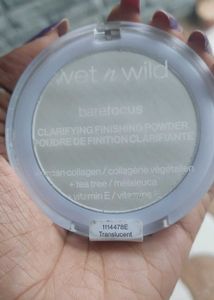 wet n wild
barefocus
CLARIFYING FINISHING POWDER
POUDRE DE FINITION CLARIFIANTE
vegan collagen / collagène végétalien
+ tea tree / melaleuca
vitamin E / vitamine
1114478E
Translucent